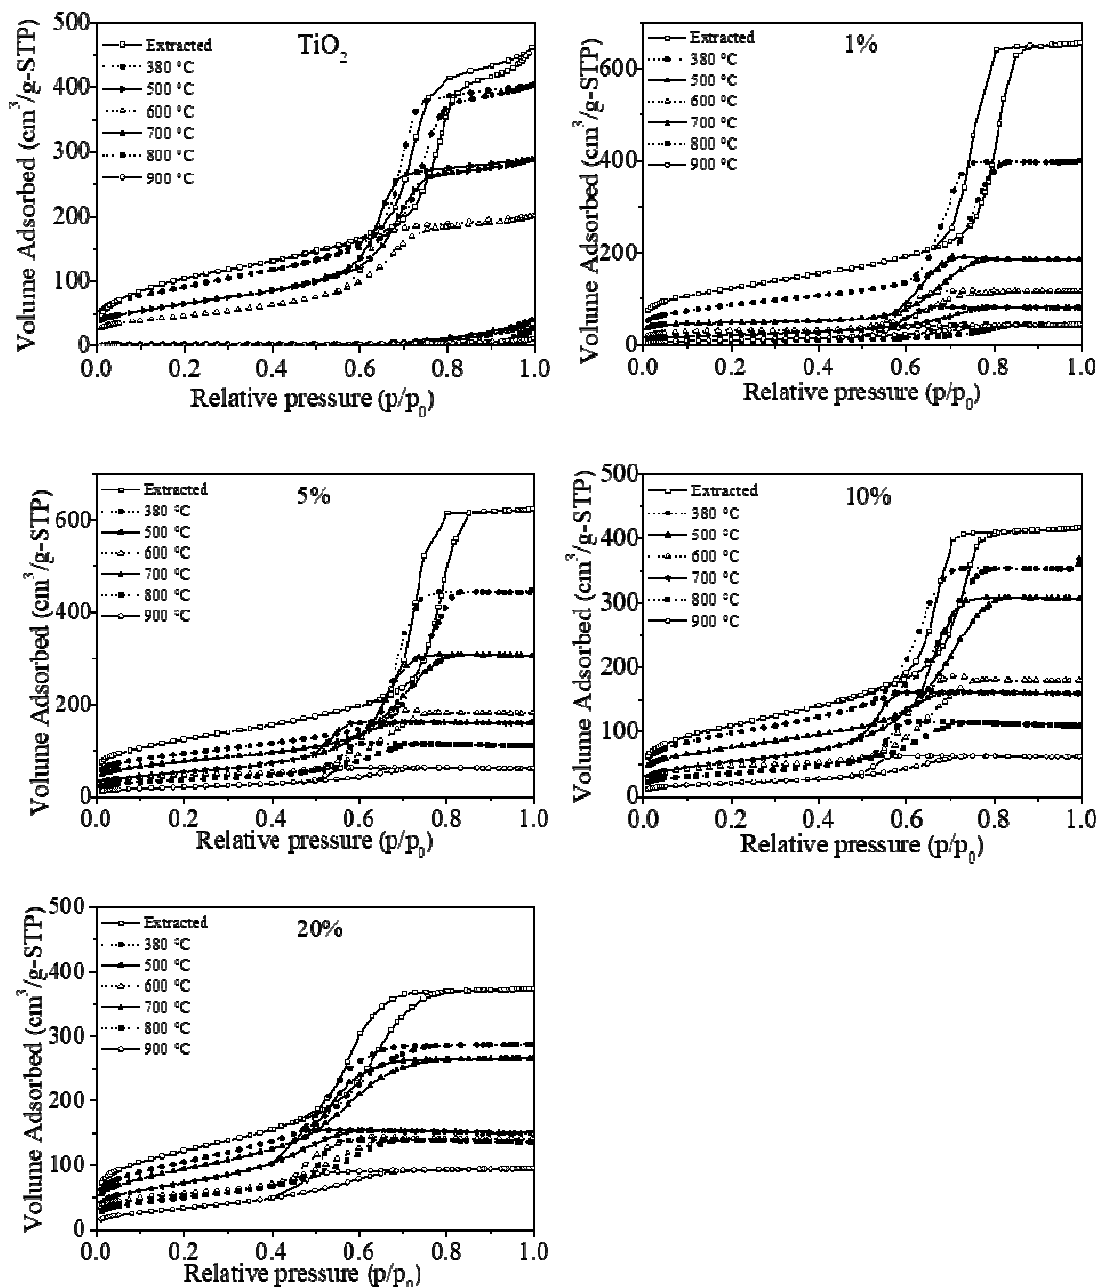 TiO2
Extracted
380 °C
500 °C
600 °C
700 °C
800 °C
900 °C
Volume Adsorbed (cm3/g-STP)
500
400
300
200
100
0
0.0 0.2 0.4 0.6 0.8 1.0
Relative pressure (p/p0)
1%
Extracted
380 °C
500 °C
600 °C
700 °C
800 °C
900 °C
Volume Adsorbed (cm3/g-STP)
600
400
200
0
0.0 0.2 0.4 0.6 0.8 1.0
Relative pressure (p/p0)
5%
Extracted
380 °C
500 °C
600 °C
700 °C
800 °C
900 °C
Volume Adsorbed (cm3/g-STP)
600
400
200
0
0.0 0.2 0.4 0.6 0.8 1.0
Relative pressure (p/p0)
10%
Extracted
380 °C
500 °C
600 °C
700 °C
800 °C
900 °C
Volume Adsorbed (cm3/g-STP)
500
400
300
200
100
0
0.0 0.2 0.4 0.6 0.8 1.0
Relative pressure (p/p0)
20%
Extracted
380 °C
500 °C
600 °C
700 °C
800 °C
900 °C
Volume Adsorbed (cm3/g-STP)
500
400
300
200
100
0
0.0 0.2 0.4 0.6 0.8 1.0
Relative pressure (p/p0)